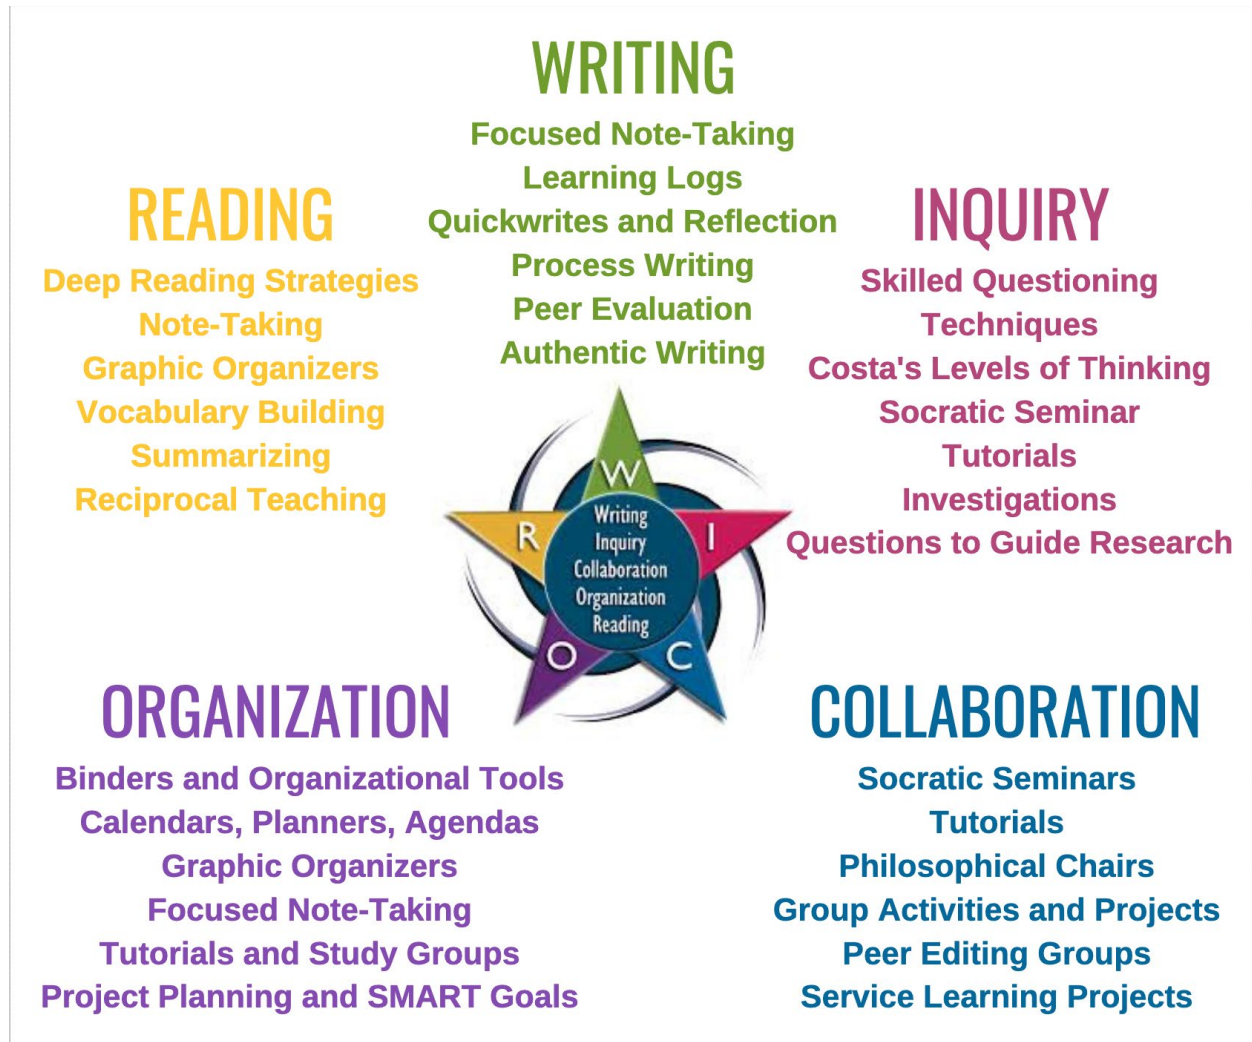 WRITING
Focused Note-Taking
Learning Logs
Quickwrites and Reflection
Process Writing
Peer Evaluation
Authentic Writing
READING
Deep Reading Strategies
Note-Taking
Graphic Organizers
Vocabulary Building
Summarizing
Reciprocal Teaching
INQUIRY
Skilled Questioning
Techniques
Costa's Levels of Thinking
Socratic Seminar
Tutorials
Investigations
Questions to Guide Research
W
R
I
Writing
Inquiry
Collaboration
Organization
Reading
O
C
ORGANIZATION
Binders and Organizational Tools
Calendars, Planners, Agendas
Graphic Organizers
Focused Note-Taking
Tutorials and Study Groups
Project Planning and SMART Goals
COLLABORATION
Socratic Seminars
Tutorials
Philosophical Chairs
Group Activities and Projects
Peer Editing Groups
Service Learning Projects